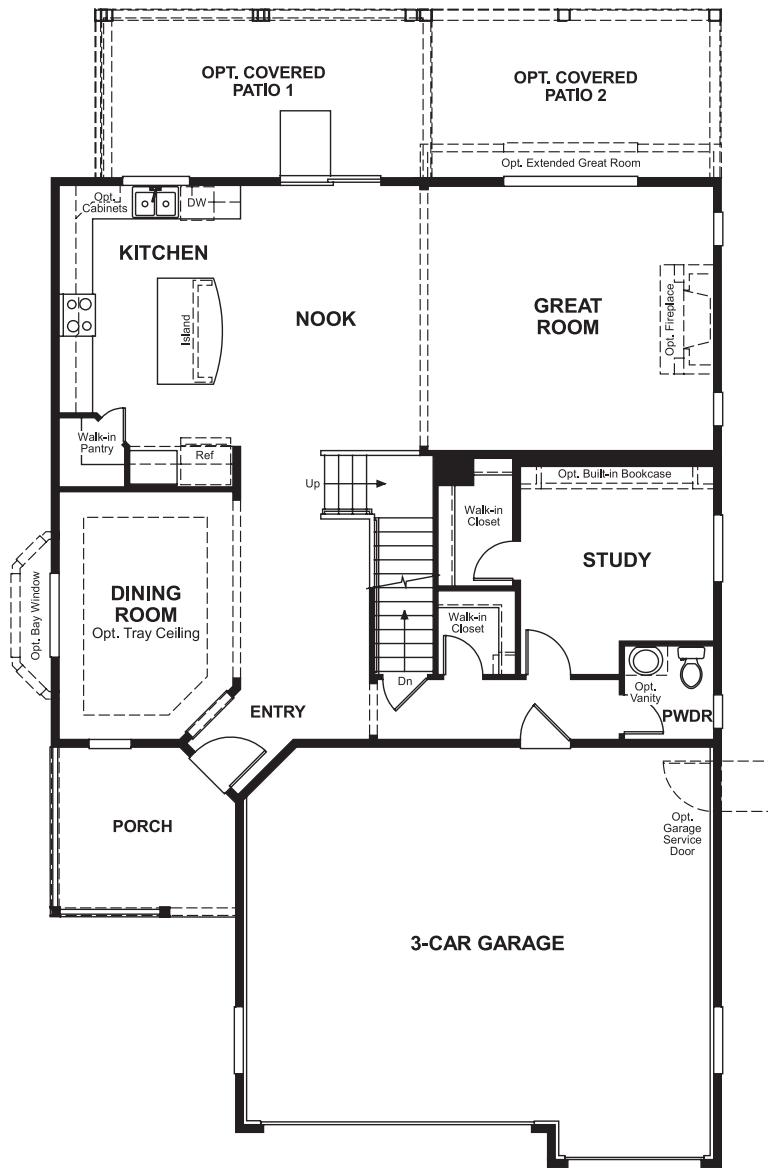 OPT. COVERED
PATIO 1
OPT. COVERED
PATIO 2
Opt. Extended Great Room
Opt.
Cabinets
DW
KITCHEN
Island
NOOK
GREAT
ROOM
Opt. Fireplace
Walk-in
Pantry
Ref
Up
Walk-in
Closet
Opt. Built-in Bookcase
STUDY
Opt. Bay Window
DINING
ROOM
Opt. Tray Ceiling
Walk-in
Closet
Dn
Opt.
Vanity
PWDR
ENTRY
PORCH
Opt.
Garage
Service
Door
3-CAR GARAGE